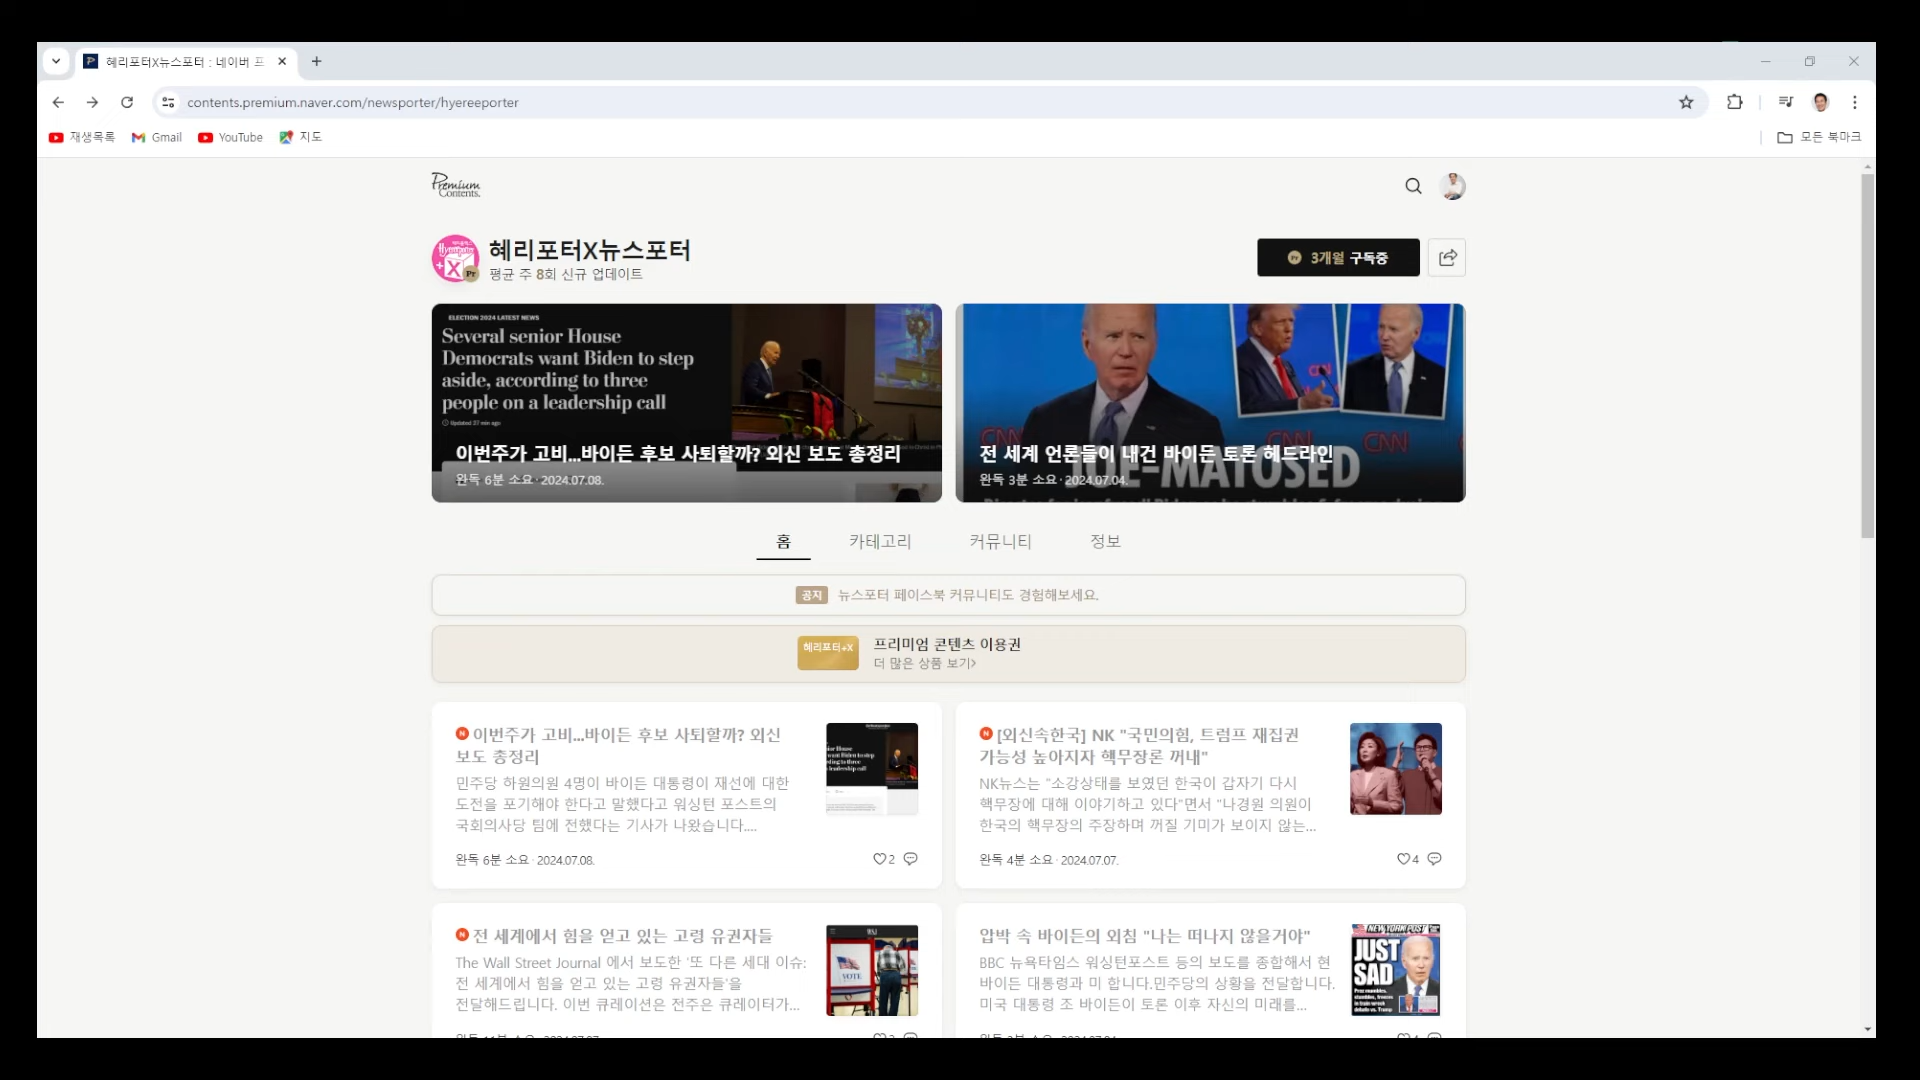 혜리포터X뉴스포터 : 네이버 프
contents.premium.naver.com/newsporter/hyereeporter
재생목록
Gmail
YouTube
지도
모든 북마크
Premium
Contents.
혜리포터X뉴스포터
평균 주 8회 신규 업데이트
3개월 구독중
ELECTION 2024 LATEST NEWS
Several senior House
Democrats want Biden to step
aside, according to three
people on a leadership call
Updated 27 min ago
이번주가 고비...바이든 후보 사퇴할까? 외신 보도 총정리
완독 6분 소요 · 2024.07.08.
CNN
CNN
CNN
JOE-MATOSED
전 세계 언론들이 내건 바이든 토론 헤드라인
완독 3분 소요 · 2024.07.04.
홈
카테고리
커뮤니티
정보
공지 뉴스포터 페이스북 커뮤니티도 경험해보세요.
혜리포터+X
프리미엄 콘텐츠 이용권
더 많은 상품 보기>
N 이번주가 고비...바이든 후보 사퇴할까? 외신
보도 총정리
민주당 하원의원 4명이 바이든 대통령이 재선에 대한
도전을 포기해야 한다고 말했다고 워싱턴 포스트의
국회의사당 팀에 전했다는 기사가 나왔습니다....
완독 6분 소요 · 2024.07.08.
2
N [외신속한국] NK "국민의힘, 트럼프 재집권
가능성 높아지자 핵무장론 꺼내"
NK뉴스는 "소강상태를 보였던 한국이 갑자기 다시
핵무장에 대해 이야기하고 있다"면서 "나경원 의원이
한국의 핵무장의 주장하며 꺼질 기미가 보이지 않는...
완독 4분 소요 · 2024.07.07.
4
N 전 세계에서 힘을 얻고 있는 고령 유권자들
The Wall Street Journal 에서 보도한 '또 다른 세대 이슈:
전 세계에서 힘을 얻고 있는 고령 유권자들'을
전달해드립니다. 이번 큐레이션은 전주은 큐레이터가...
VOTE
압박 속 바이든의 외침 "나는 떠나지 않을거야"
BBC 뉴욕타임스 워싱턴포스트 등의 보도를 종합해서 현
바이든 대통령과 미 합니다.민주당의 상황을 전달합니다.
미국 대통령 조 바이든이 토론 이후 자신의 미래를...
NEW YORK POST
JUST
SAD